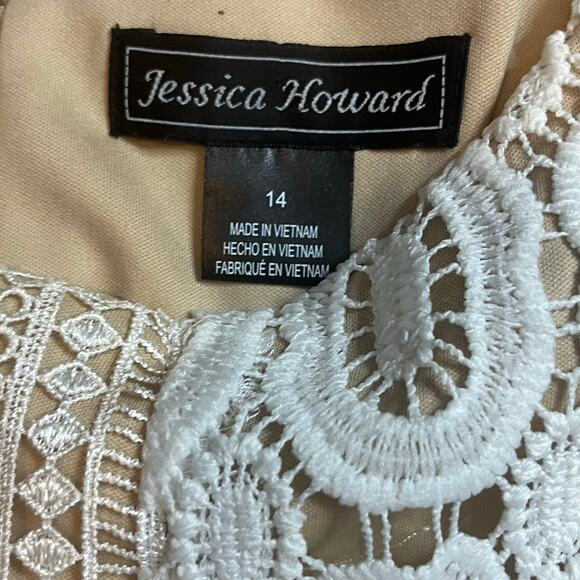 Jessica Howard
14
MADE IN VIETNAM
HECHO EN VIETNAM
FABRIQUÉ EN VIETNAM